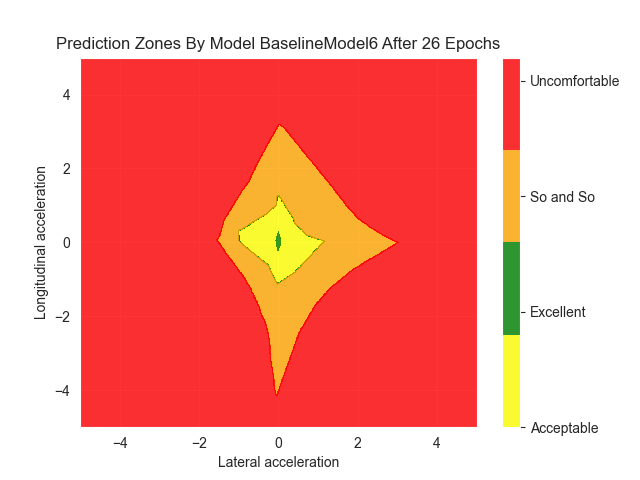 Prediction Zones By Model BaselineModel6 After 26 Epochs
Longitudinal acceleration
4
2
0
−2
−4
−4
−2
0
2
4
Lateral acceleration
Uncomfortable
So and So
Excellent
Acceptable